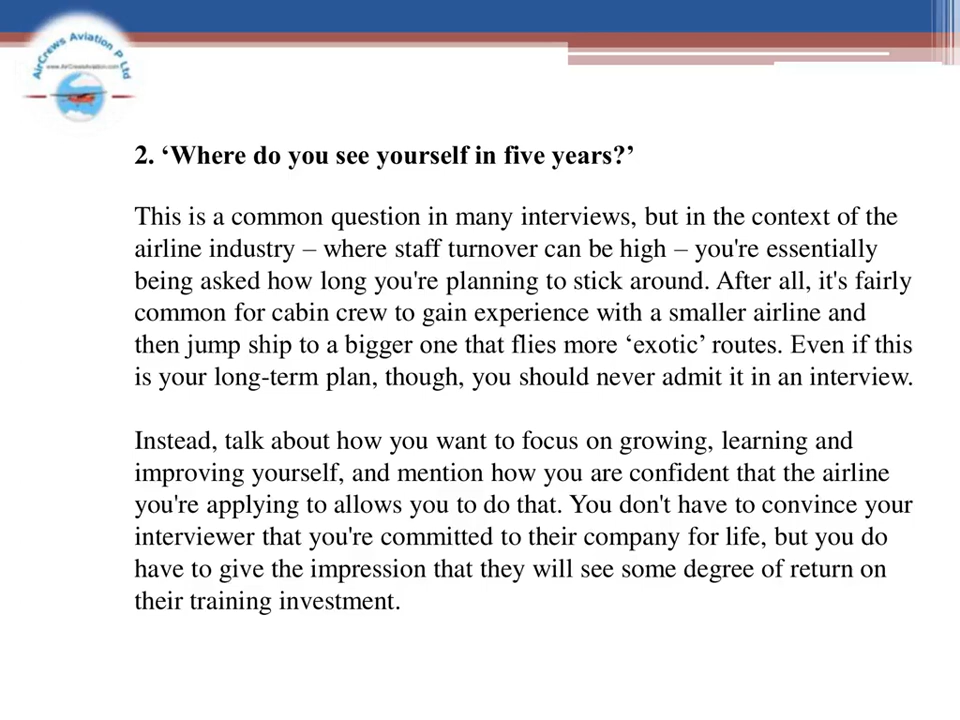 AirCrews Aviation P Ltd
www.AirCrewsAviation.com
2. ‘Where do you see yourself in five years?’
This is a common question in many interviews, but in the context of the
airline industry – where staff turnover can be high – you're essentially
being asked how long you're planning to stick around. After all, it's fairly
common for cabin crew to gain experience with a smaller airline and
then jump ship to a bigger one that flies more ‘exotic’ routes. Even if this
is your long-term plan, though, you should never admit it in an interview.
Instead, talk about how you want to focus on growing, learning and
improving yourself, and mention how you are confident that the airline
you're applying to allows you to do that. You don't have to convince your
interviewer that you're committed to their company for life, but you do
have to give the impression that they will see some degree of return on
their training investment.